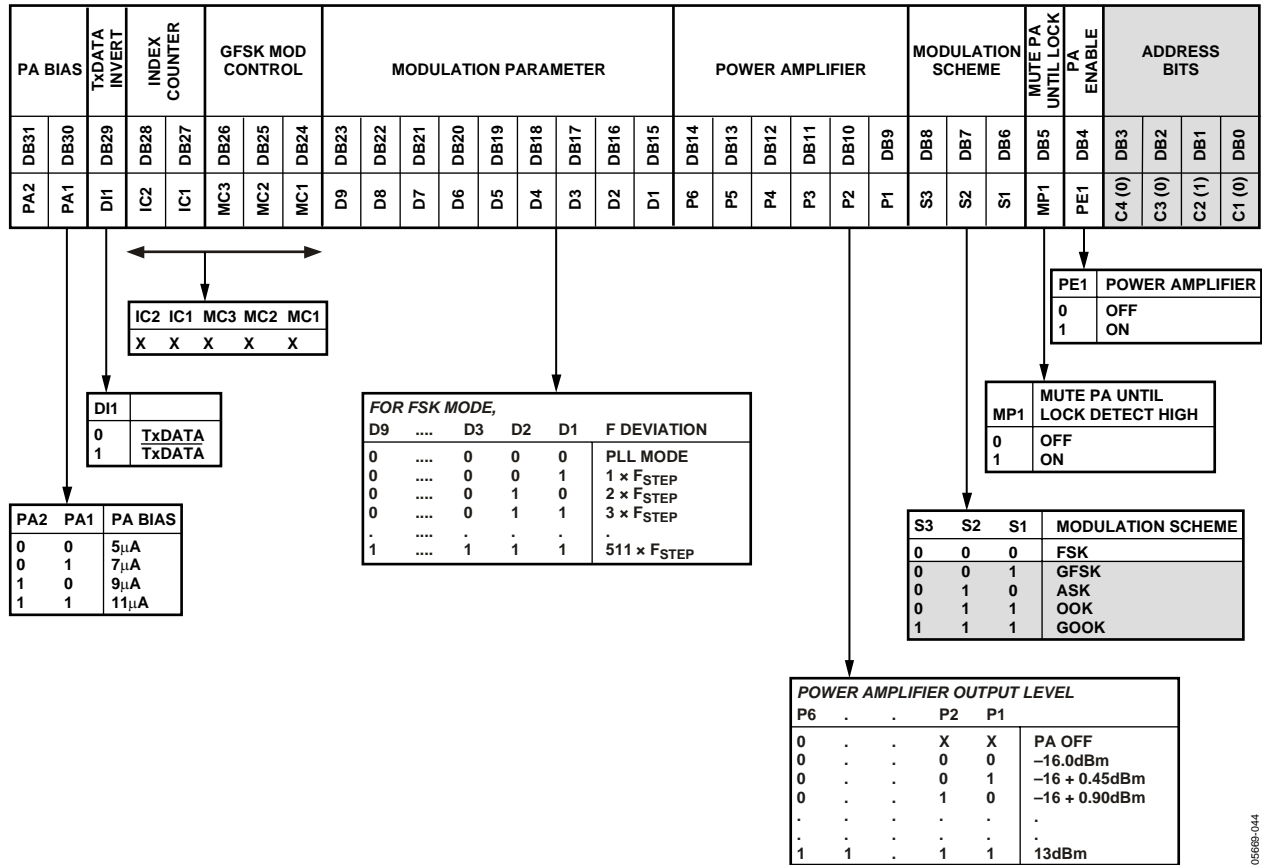 PA BIAS
TxDATA INVERT
INDEX COUNTER
GFSK MOD CONTROL
MODULATION PARAMETER
POWER AMPLIFIER
MODULATION SCHEME
MUTE PA UNTIL LOCK
PA ENABLE
ADDRESS BITS
DB31 DB30 DB29 DB28 DB27 DB26 DB25 DB24 DB23 DB22 DB21 DB20 DB19 DB18 DB17 DB16 DB15 DB14 DB13 DB12 DB11 DB10 DB9 DB8 DB7 DB6 DB5 DB4 DB3 DB2 DB1 DB0
PA2 PA1 DI1 IC2 IC1 MC3 MC2 MC1 D9 D8 D7 D6 D5 D4 D3 D2 D1 P6 P5 P4 P3 P2 P1 S3 S2 S1 MP1 PE1 C4 (0) C3 (0) C2 (1) C1 (0)
PE1 POWER AMPLIFIER
0 OFF
1 ON
IC2 IC1 MC3 MC2 MC1
X X X X X
MP1 MUTE PA UNTIL LOCK DETECT HIGH
0 OFF
1 ON
DI1
0 TxDATA
1 TxDATA
FOR FSK MODE,
D9 .... D3 D2 D1 F DEVIATION
0 .... 0 0 0 PLL MODE
0 .... 0 0 1 1 × FSTEP
0 .... 0 1 0 2 × FSTEP
0 .... 0 1 1 3 × FSTEP
. .... . . . .
1 .... 1 1 1 511 × FSTEP
PA2 PA1 PA BIAS
0 0 5µA
0 1 7µA
1 0 9µA
1 1 11µA
S3 S2 S1 MODULATION SCHEME
0 0 0 FSK
0 0 1 GFSK
0 1 0 ASK
0 1 1 OOK
1 1 1 GOOK
POWER AMPLIFIER OUTPUT LEVEL
P6 . . P2 P1
0 . . X X PA OFF
0 . . 0 0 –16.0dBm
0 . . 0 1 –16 + 0.45dBm
0 . . 1 0 –16 + 0.90dBm
. . . . . .
. . . . . .
1 1 . 1 1 13dBm
05669-044